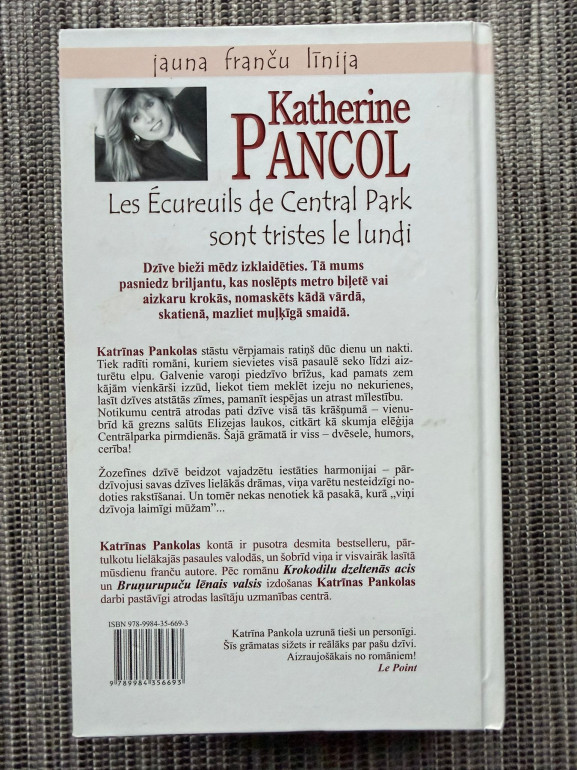 jauna franču līnija
Katherine
PANCOL
Les Écureuils de Central Park
sont tristes le lundi
Dzīve bieži mēdz izklaidēties. Tā mums
pasniedz briljantu, kas noslēpts metro biļetē vai
aizkaru krokās, nomaskēts kādā vārdā,
skatienā, mazliet muļķīgā smaidā.
Katrīnas Pankolas stāstu vērpjamais ratiņš dūc dienu un nakti.
Tiek radīti romāni, kuriem sievietes visā pasaulē seko līdzi aiz-
turētu elpu. Galvenie varoņi piedzīvo brīžus, kad pamats zem
kājām vienkārši izzūd, liekot tiem meklēt izeju no nekurienes,
lasīt dzīves atstātās zīmes, pamanīt iespējas un atrast mīlestību.
Notikumu centrā atrodas pati dzīve visā tās krāšņumā – vienu-
brīd kā grezns salūts Elizejas laukos, citkārt kā skumja elēģija
Centrālparka pirmdienās. Šajā grāmatā ir viss – dvēsele, humors,
cerība!
Žozefīnes dzīvē beidzot vajadzētu iestāties harmonijai – pār-
dzīvojusi savas dzīves lielākās drāmas, viņa varētu nesteidzīgi no-
doties rakstīšanai. Un tomēr nekas nenotiek kā pasakā, kurā „viņi
dzīvoja laimīgi mūžam”...
Katrīnas Pankolas kontā ir pusotra desmita bestselleru, pār-
tulkotu lielākajās pasaules valodās, un šobrīd viņa ir visvairāk lasītā
mūsdienu franču autore. Pēc romānu Krokodilu dzeltenās acis
un Bruņurupuču lēnais valsis izdošanas Katrīnas Pankolas
darbi pastāvīgi atrodas lasītāju uzmanības centrā.
ISBN 978-9984-35-669-3
9 789984 356693
Katrīna Pankola uzrunā tieši un personīgi.
Šīs grāmatas sižets ir reālāks par pašu dzīvi.
Aizraujošākais no romāniem!
Le Point